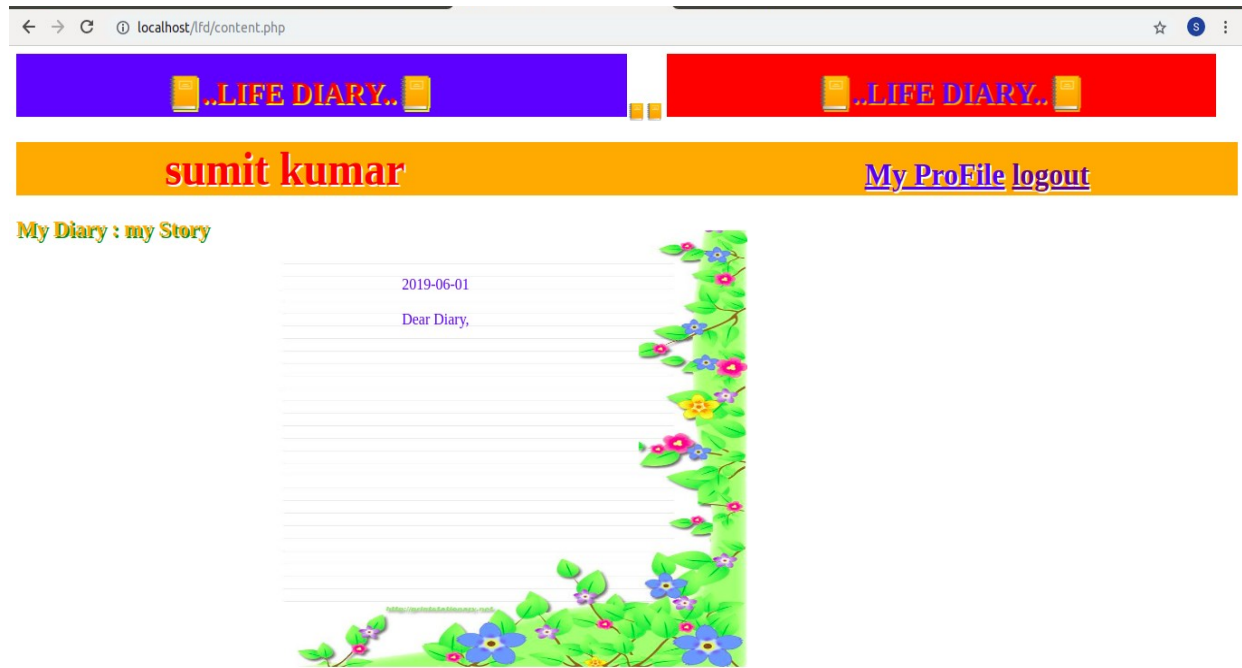 localhost/lfd/content.php
S
..LIFE DIARY.. ..LIFE DIARY..
sumit kumar My ProFile logout
My Diary : my Story
2019-06-01
Dear Diary,